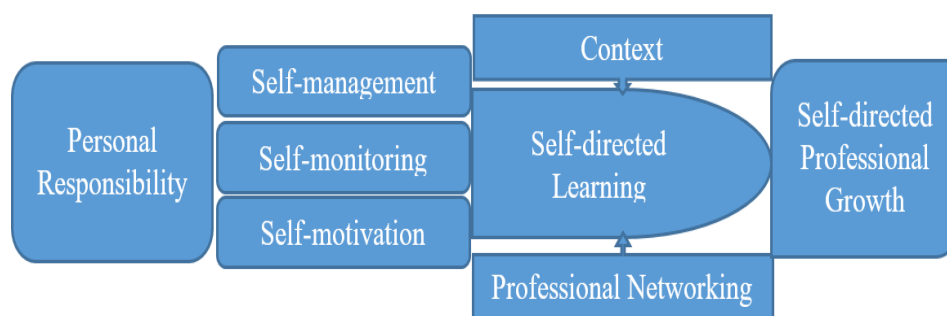 Personal
Responsibility
Self-management
Self-monitoring
Self-motivation
Context
Self-directed
Learning
Professional Networking
Self-directed
Professional
Growth